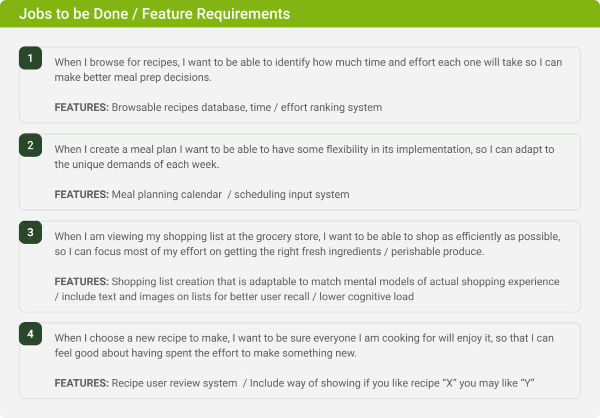 Jobs to be Done / Feature Requirements
1
When I browse for recipes, I want to be able to identify how much time and effort each one will take so I can
make better meal prep decisions.
FEATURES: Browsable recipes database, time / effort ranking system
2
When I create a meal plan I want to be able to have some flexibility in its implementation, so I can adapt to
the unique demands of each week.
FEATURES: Meal planning calendar / scheduling input system
3
When I am viewing my shopping list at the grocery store, I want to be able to shop as efficiently as possible,
so I can focus most of my effort on getting the right fresh ingredients / perishable produce.
FEATURES: Shopping list creation that is adaptable to match mental models of actual shopping experience
/ include text and images on lists for better user recall / lower cognitive load
4
When I choose a new recipe to make, I want to be sure everyone I am cooking for will enjoy it, so that I can
feel good about having spent the effort to make something new.
FEATURES: Recipe user review system / Include way of showing if you like recipe “X” you may like “Y”